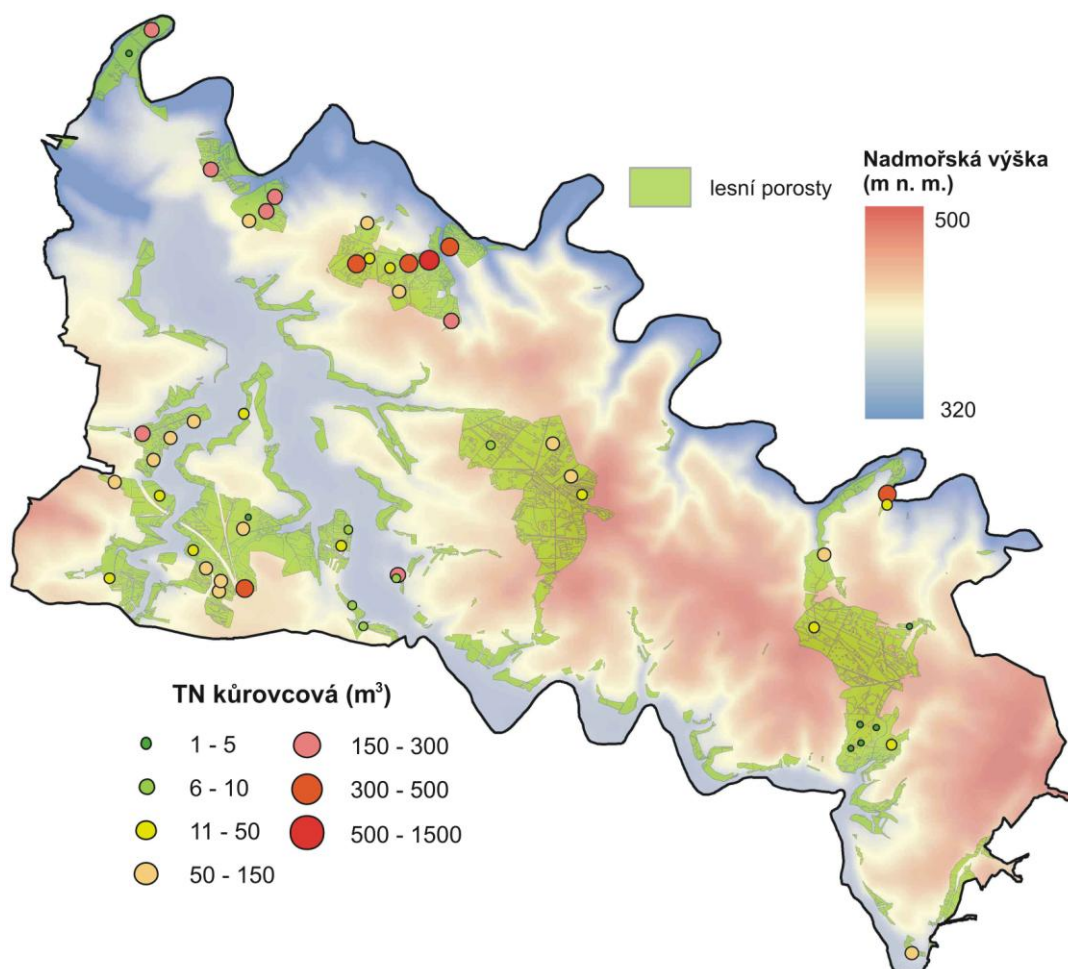 Nadmořská výška
(m n. m.)
lesní porosty
500
320
TN kůrovcová (m³)
1 - 5
6 - 10
11 - 50
50 - 150
150 - 300
300 - 500
500 - 1500